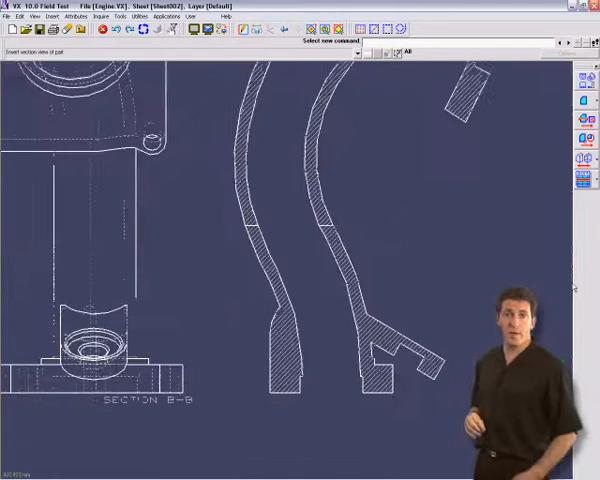 VX 10.0 Field Test File [Engine.VX], Sheet [Sheet002], Layer [Default]
File Edit View Insert Attributes Inquire Tools Utilities Applications Window Help
Select new command.
Insert section view of part
All
SECTION B-B